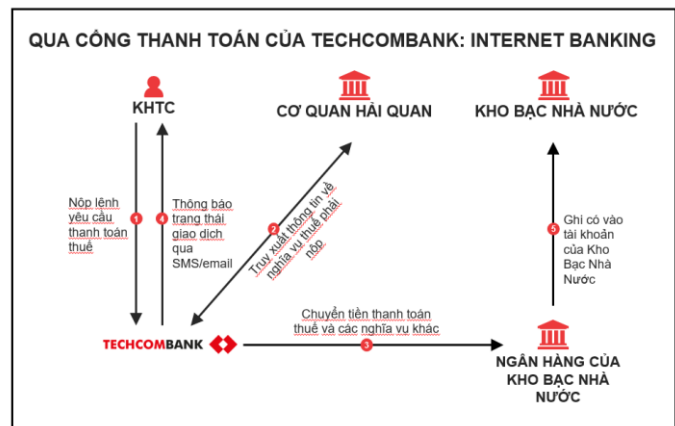 QUA CỔNG THANH TOÁN CỦA TECHCOMBANK: INTERNET BANKING
KHTC
CƠ QUAN HẢI QUAN
KHO BẠC NHÀ NƯỚC
Nộp lệnh
yêu cầu
thanh toán
thuế
1
4
Thông báo
trạng thái
giao dịch
qua
SMS/email
2
Truy xuất thông tin về
nghĩa vụ thuế phải
nộp
5
Ghi có vào
tài khoản
của Kho
Bạc Nhà
Nước
Chuyển tiền thanh toán
thuế và các nghĩa vụ khác
3
TECHCOMBANK
NGÂN HÀNG CỦA
KHO BẠC NHÀ
NƯỚC